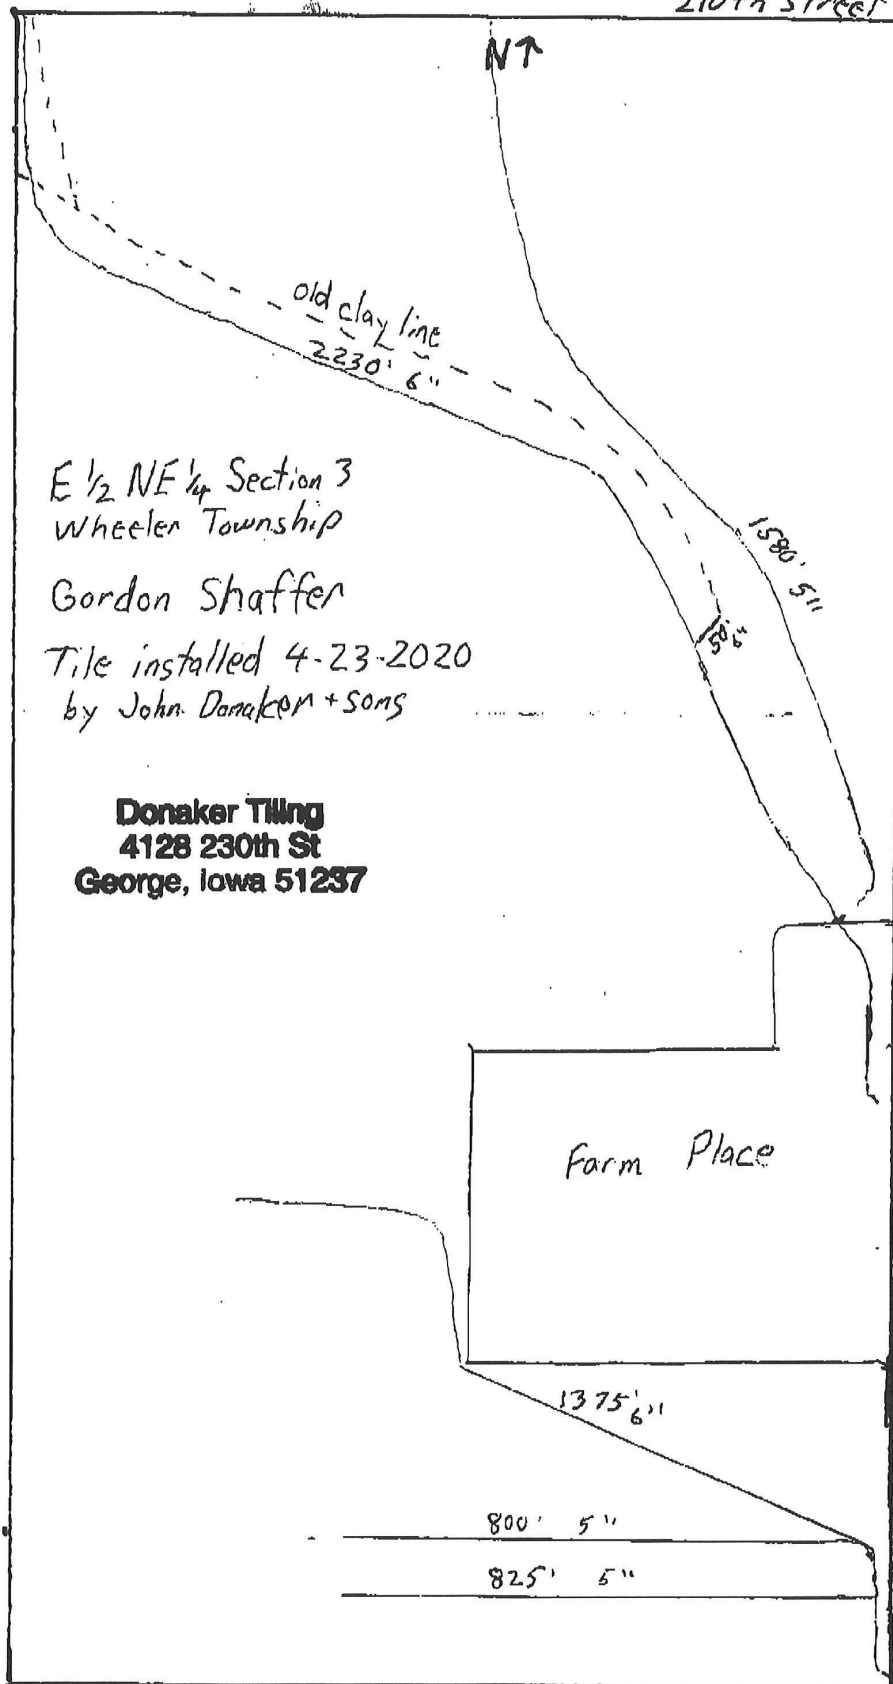 210th Street
N↑
old clay line
2230' 6"
1580' 5"
E 1/2 NE 1/4 Section 3
Wheeler Township
Gordon Shaffer
Tile installed 4-23-2020
by John Donaker + sons
Donaker Tiling
4128 230th St
George, Iowa 51237
Farm Place
1375' 6"
800' 5"
825' 5"